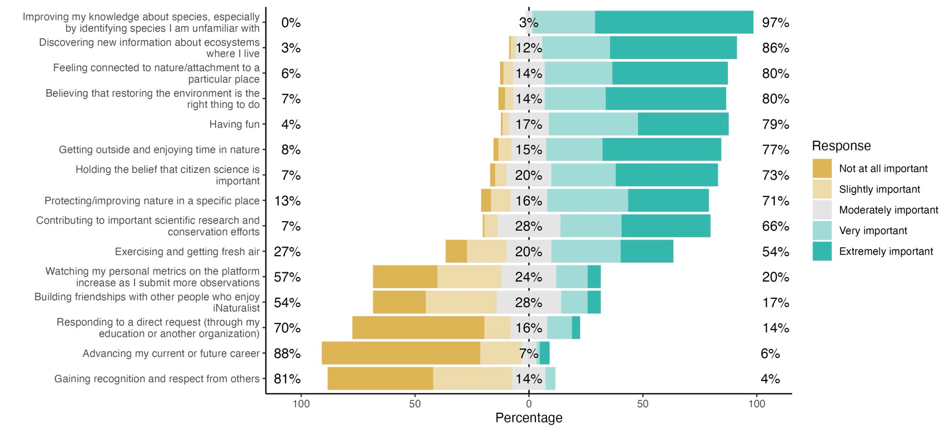 Improving my knowledge about species, especially
by identifying species I am unfamiliar with
0% 3% 97%
Discovering new information about ecosystems
where I live
3% 12% 86%
Feeling connected to nature/attachment to a
particular place
6% 14% 80%
Believing that restoring the environment is the
right thing to do
7% 14% 80%
Having fun
4% 17% 79%
Getting outside and enjoying time in nature
8% 15% 77%
Holding the belief that citizen science is
important
7% 20% 73%
Protecting/improving nature in a specific place
13% 16% 71%
Contributing to important scientific research and
conservation efforts
7% 28% 66%
Exercising and getting fresh air
27% 20% 54%
Watching my personal metrics on the platform
increase as I submit more observations
57% 24% 20%
Building friendships with other people who enjoy
iNaturalist
54% 28% 17%
Responding to a direct request (through my
education or another organization)
70% 16% 14%
Advancing my current or future career
88% 7% 6%
Gaining recognition and respect from others
81% 14% 4%
100 50 0 50 100
Percentage
Response
Not at all important
Slightly important
Moderately important
Very important
Extremely important